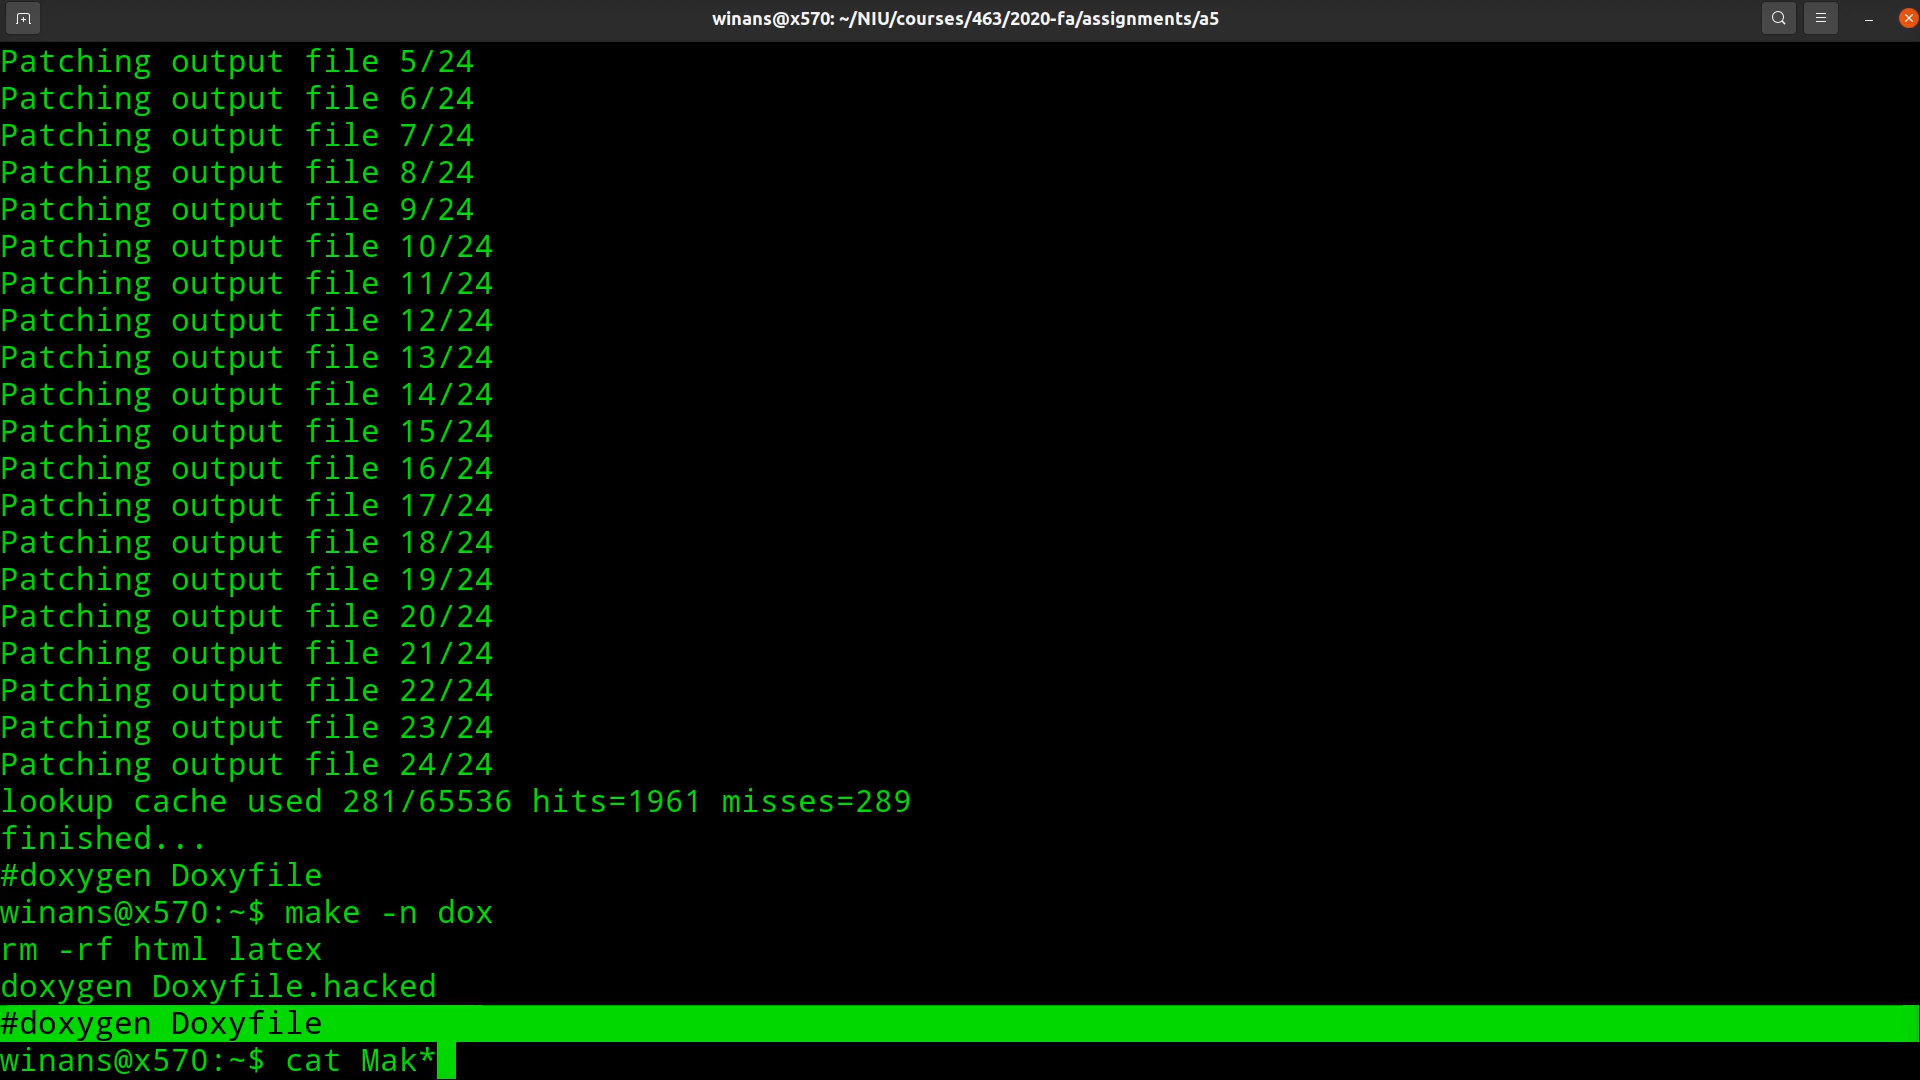 winans@x570: ~/NIU/courses/463/2020-fa/assignments/a5
Patching output file 5/24
Patching output file 6/24
Patching output file 7/24
Patching output file 8/24
Patching output file 9/24
Patching output file 10/24
Patching output file 11/24
Patching output file 12/24
Patching output file 13/24
Patching output file 14/24
Patching output file 15/24
Patching output file 16/24
Patching output file 17/24
Patching output file 18/24
Patching output file 19/24
Patching output file 20/24
Patching output file 21/24
Patching output file 22/24
Patching output file 23/24
Patching output file 24/24
lookup cache used 281/65536 hits=1961 misses=289
finished...
#doxygen Doxyfile
winans@x570:~$ make -n dox
rm -rf html latex
doxygen Doxyfile.hacked
#doxygen Doxyfile
winans@x570:~$ cat Mak*